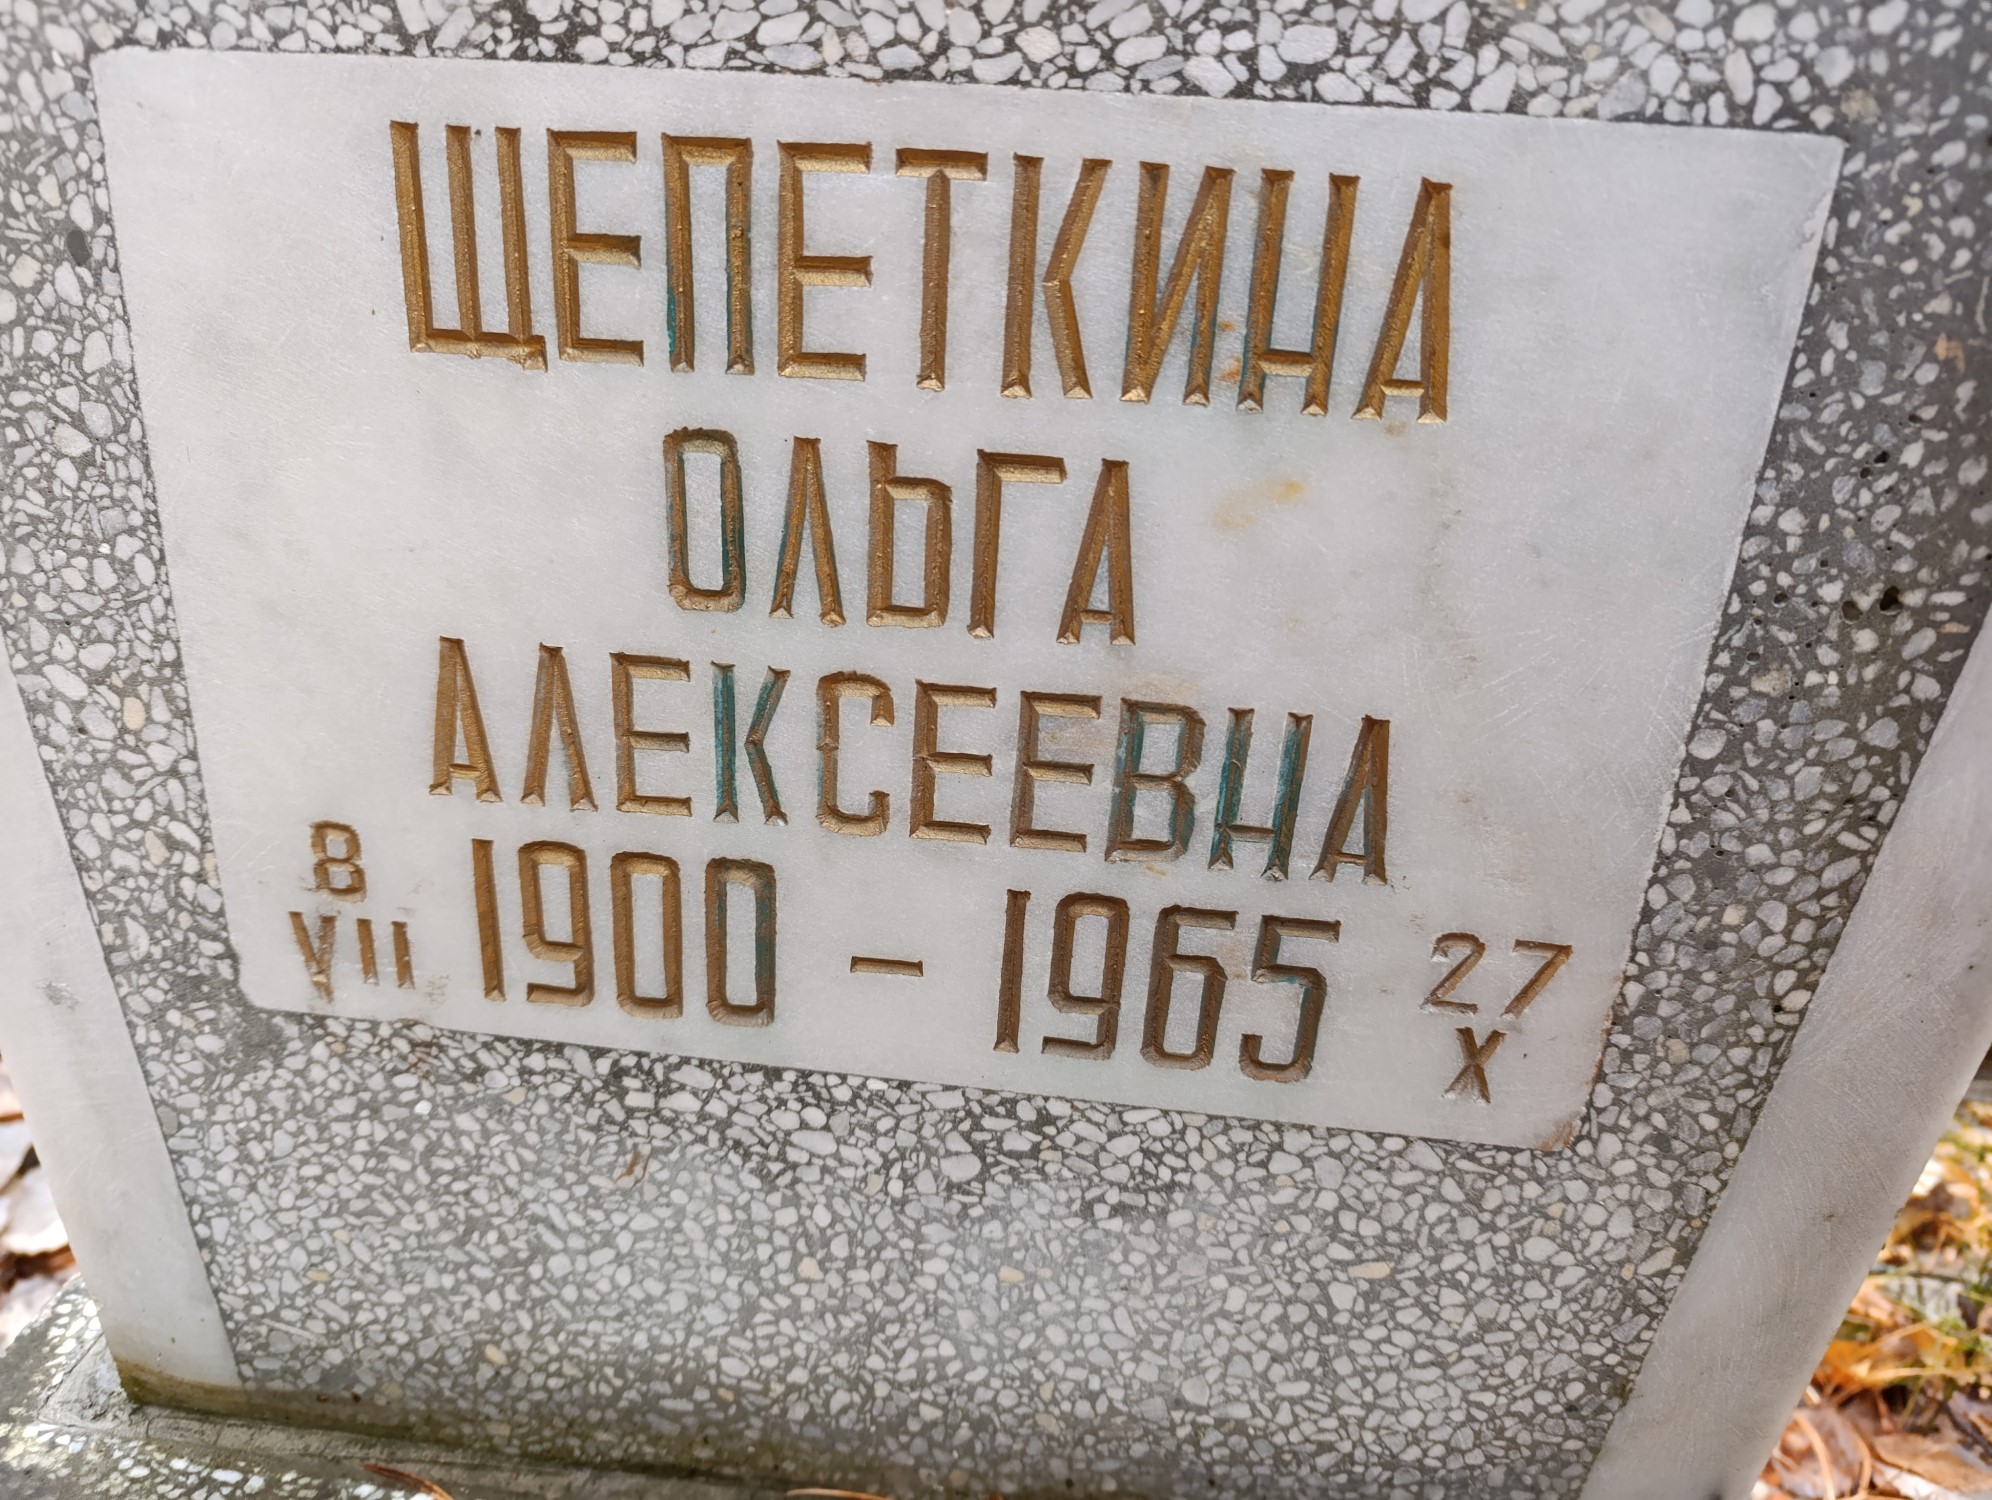 ЩЕПЕТКИНА
ОЛЬГА
АЛЕКСЕЕВНА
8 VII 1900 – 1965 27 X